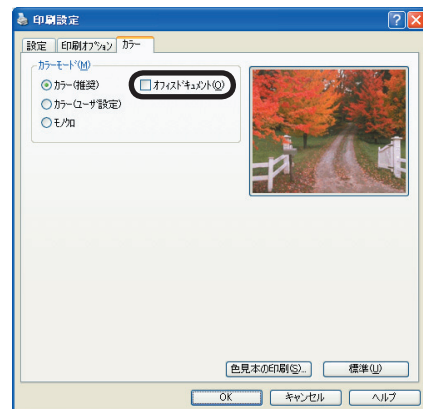 印刷設定
設定 印刷オプション カラー
カラーモード(M)
カラー(推奨) オフィスドキュメント(O)
カラー(ユーザ設定)
モノクロ
色見本の印刷(S)... 標準(U)
OK キャンセル ヘルプ